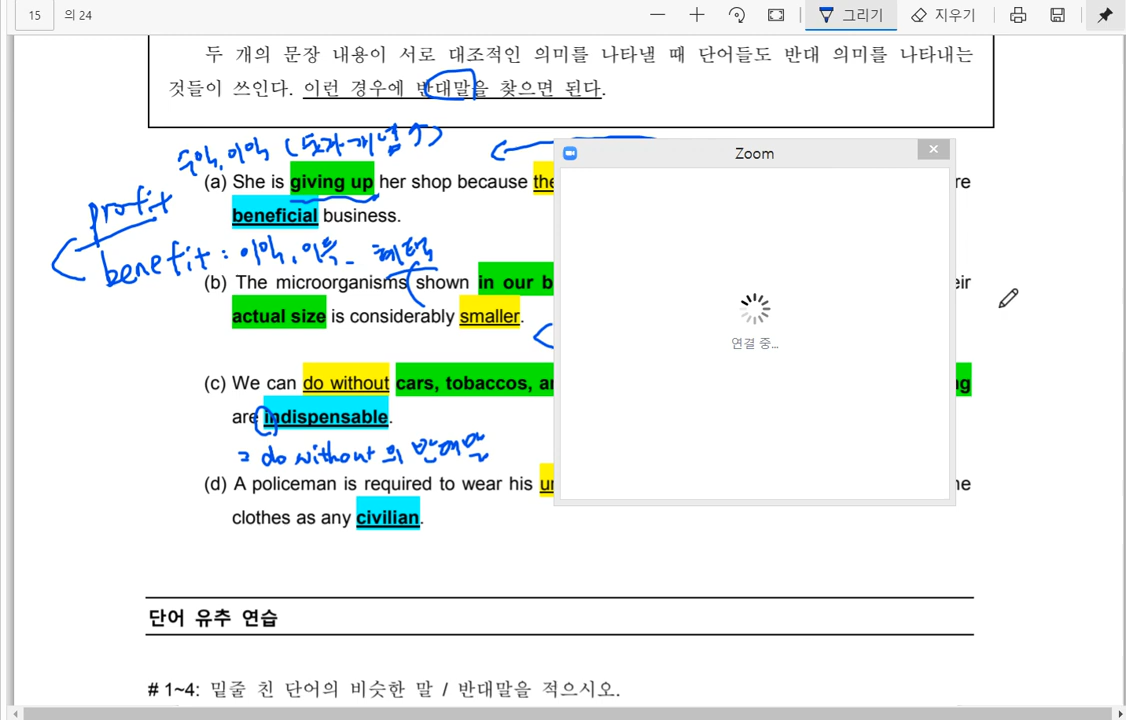 15 의 24 그리기 지우기
두 개의 문장 내용이 서로 대조적인 의미를 나타낼 때 단어들도 반대 의미를 나타내는
것들이 쓰인다. 이런 경우에 반대말을 찾으면 된다.
수익, 이익
(a) She is giving up her shop because the
re
beneficial business.
profit
benefit : 이익, 이득 - 혜택
(b) The microorganisms shown in our b
eir
actual size is considerably smaller.
(c) We can do without cars, tobaccos, a
g
are indispensable.
= do without 의 반대말
(d) A policeman is required to wear his u
ne
clothes as any civilian.
Zoom
연결 중...
단어 유추 연습
# 1~4: 밑줄 친 단어의 비슷한 말 / 반대말을 적으시오.